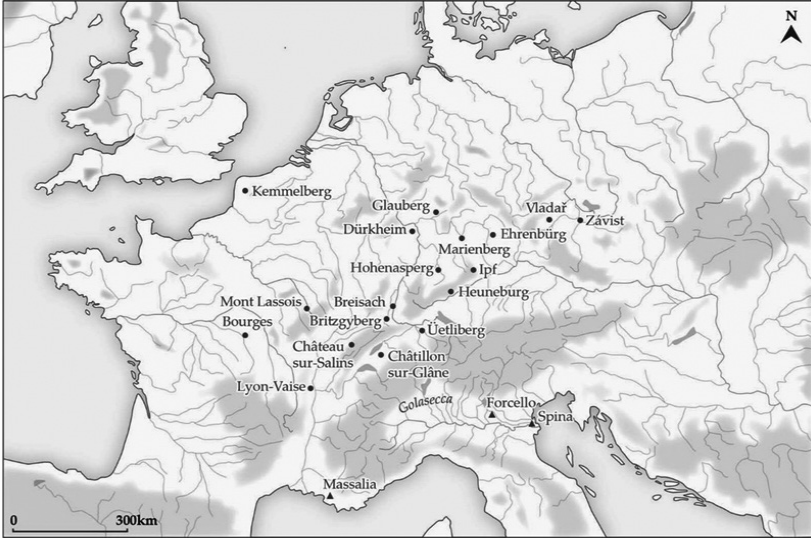 N
Kemmelberg
Glauberg
Vladař
Závist
Dürkheim
Ehrenbürg
Marienberg
Hohenasperg
Ipf
Heuneburg
Mont Lassois
Breisach
Bourges
Britzgyberg
Üetliberg
Château
sur-Salins
Châtillon
sur-Glâne
Lyon-Vaise
Golasecca
Forcello
Spina
Massalia
0
300km